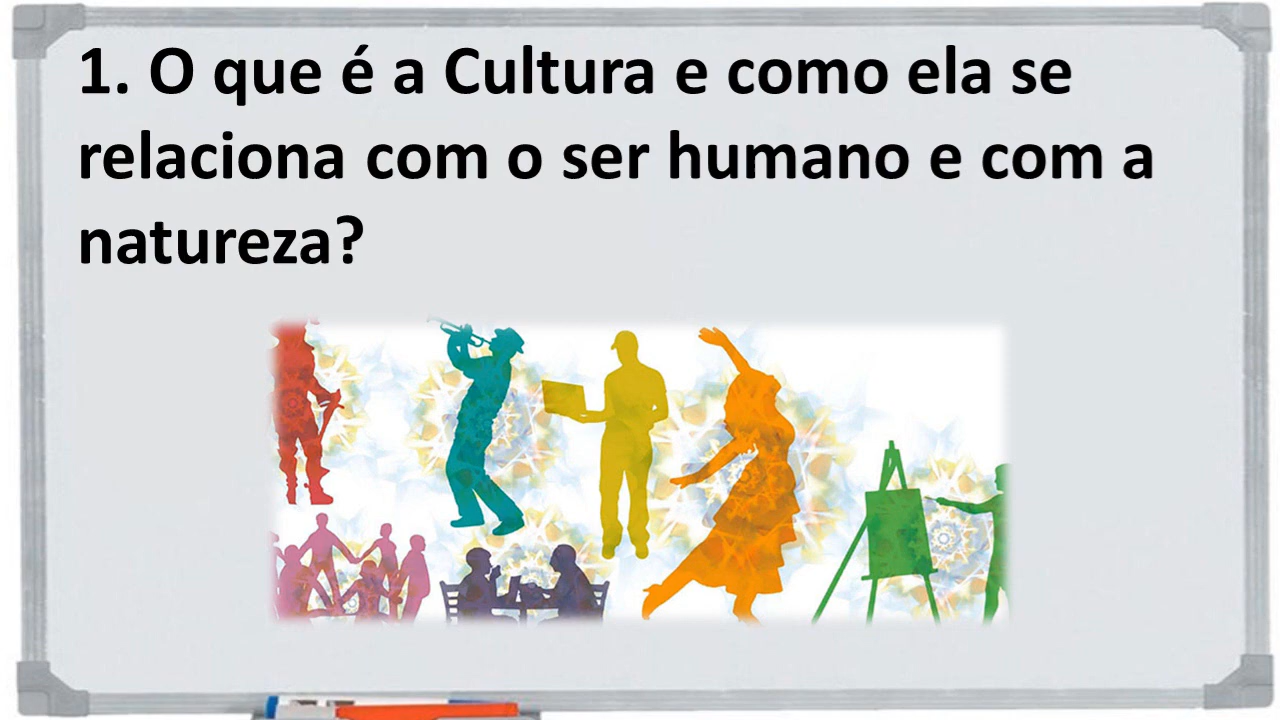 1. O que é a Cultura e como ela se
relaciona com o ser humano e com a
natureza?